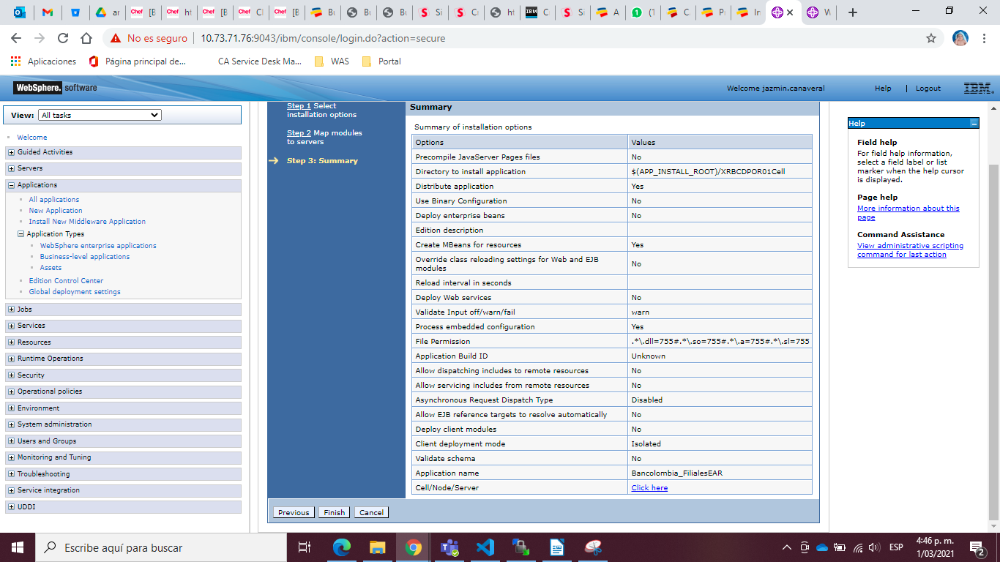 ar
[B
ht
[B
Cl
[B
Bu
Bu
Bu
Si
Cr
ht
C
Si
A
(1
C
Pr
In
W
No es seguro
10.73.71.76:9043/ibm/console/login.do?action=secure
Aplicaciones
Página principal de...
CA Service Desk Ma...
WAS
Portal
WebSphere. software
Welcome jazmin.canaveral
Help
|
Logout
IBM.
View: All tasks
Welcome
Guided Activities
Servers
Applications
All applications
New Application
Install New Middleware Application
Application Types
WebSphere enterprise applications
Business-level applications
Assets
Edition Control Center
Global deployment settings
Jobs
Services
Resources
Runtime Operations
Security
Operational policies
Environment
System administration
Users and Groups
Monitoring and Tuning
Troubleshooting
Service integration
UDDI
Step 1 Select
installation options
Step 2 Map modules
to servers
Step 3: Summary
Summary
Summary of installation options
Options Values
Precompile JavaServer Pages files No
Directory to install application $(APP_INSTALL_ROOT)/XRBCDPOR01Cell
Distribute application Yes
Use Binary Configuration No
Deploy enterprise beans No
Edition description
Create MBeans for resources Yes
Override class reloading settings for Web and EJB
modules No
Reload interval in seconds
Deploy Web services No
Validate Input off/warn/fail warn
Process embedded configuration Yes
File Permission .*\.dll=755#.*\.so=755#.*\.a=755#.*\.sl=755
Application Build ID Unknown
Allow dispatching includes to remote resources No
Allow servicing includes from remote resources No
Asynchronous Request Dispatch Type Disabled
Allow EJB reference targets to resolve automatically No
Deploy client modules No
Client deployment mode Isolated
Validate schema No
Application name Bancolombia_FilialesEAR
Cell/Node/Server Click here
Previous Finish Cancel
Help
Field help
For field help information,
select a field label or list
marker when the help cursor
is displayed.
Page help
More information about this
page
Command Assistance
View administrative scripting
command for last action
Escribe aquí para buscar
ESP
4:46 p. m.
1/03/2021
2